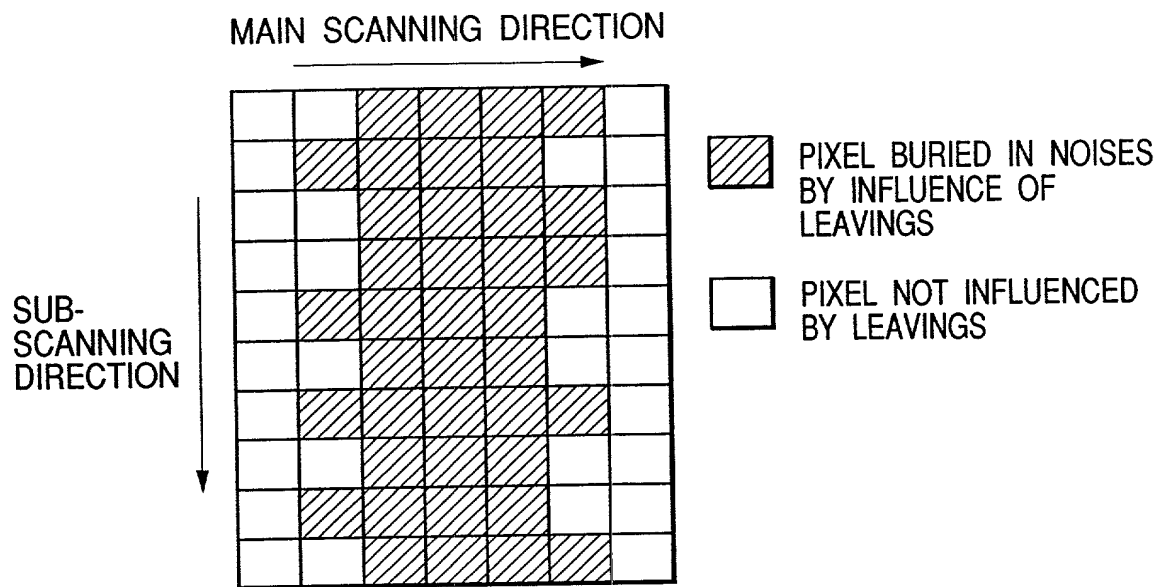 MAIN SCANNING DIRECTION
PIXEL BURIED IN NOISES
BY INFLUENCE OF
LEAVINGS
PIXEL NOT INFLUENCED
BY LEAVINGS
SUB-
SCANNING
DIRECTION